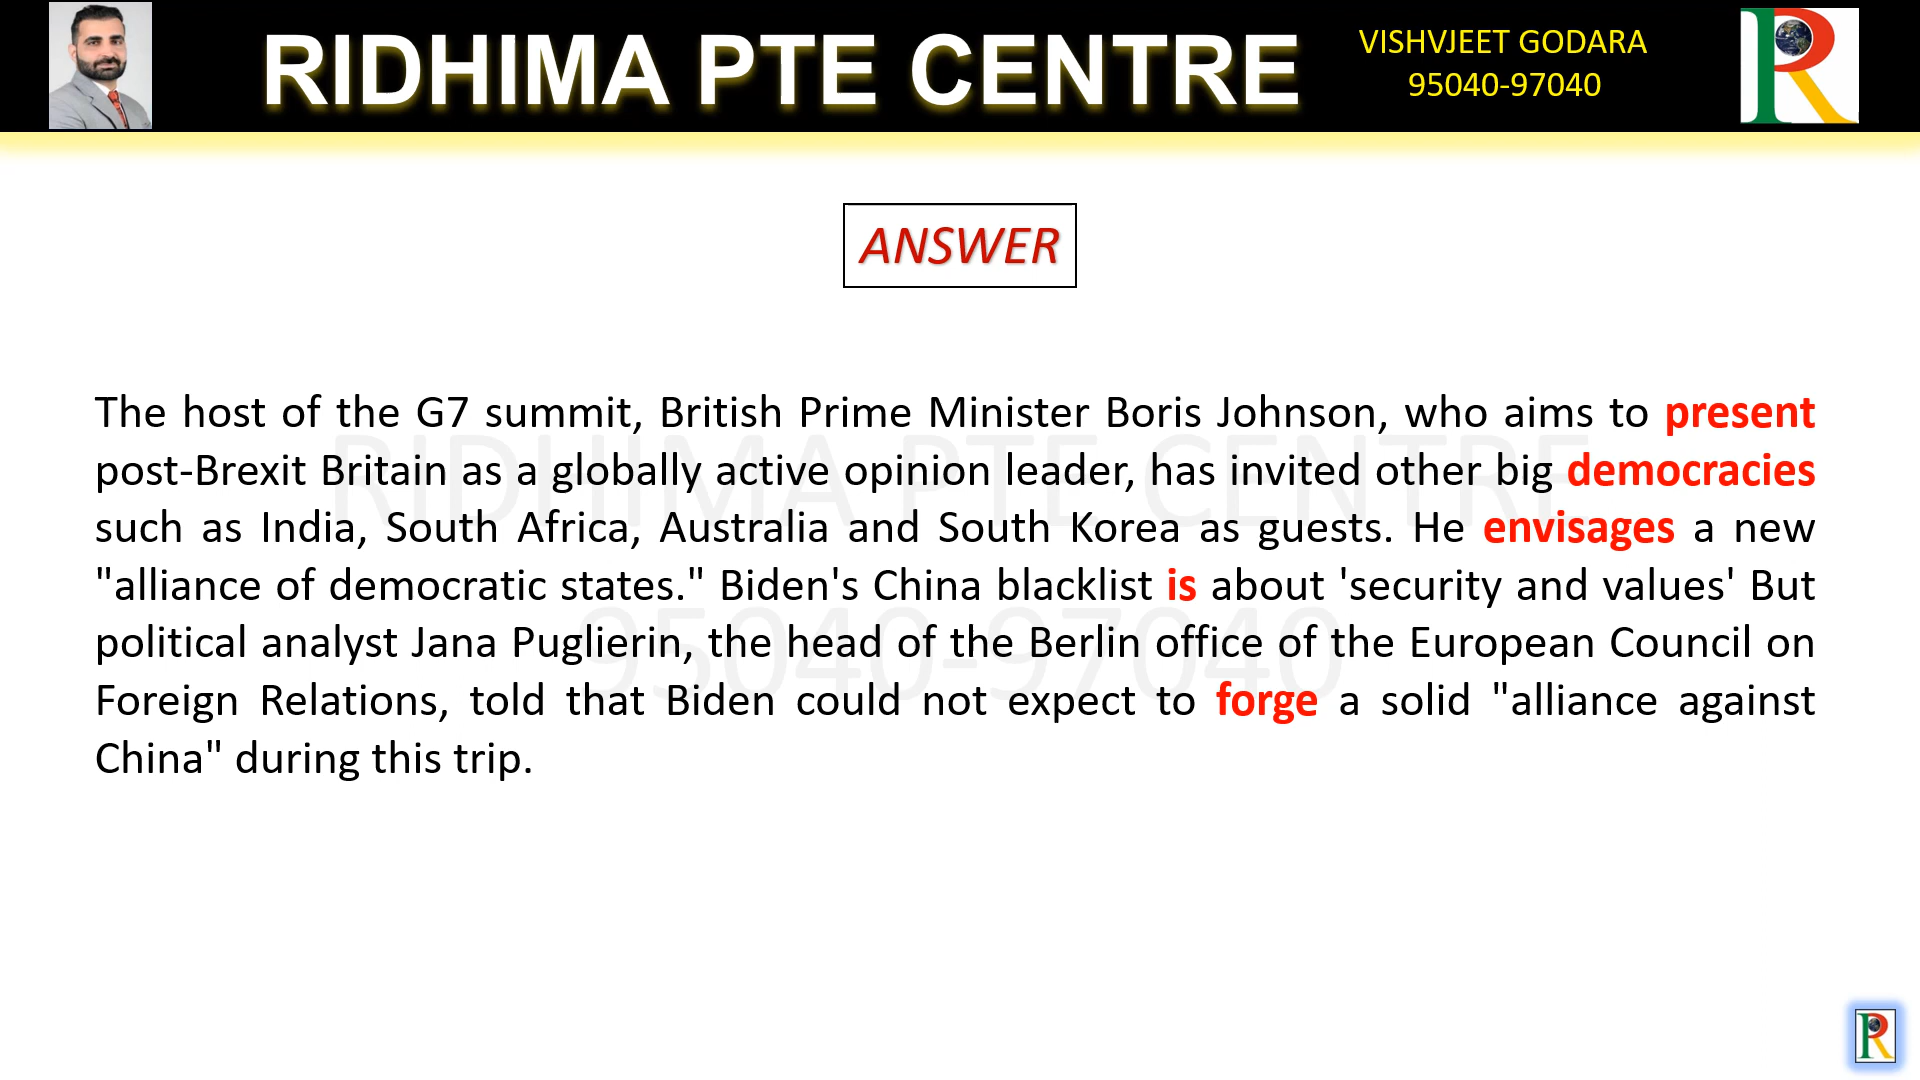 RIDHIMA PTE CENTRE
VISHVJEET GODARA
95040-97040
ANSWER
The host of the G7 summit, British Prime Minister Boris Johnson, who aims to present
post-Brexit Britain as a globally active opinion leader, has invited other big democracies
such as India, South Africa, Australia and South Korea as guests. He envisages a new
"alliance of democratic states." Biden's China blacklist is about 'security and values' But
political analyst Jana Puglierin, the head of the Berlin office of the European Council on
Foreign Relations, told that Biden could not expect to forge a solid "alliance against
China" during this trip.
RIDHIMA PTE CENTRE
95040-97040